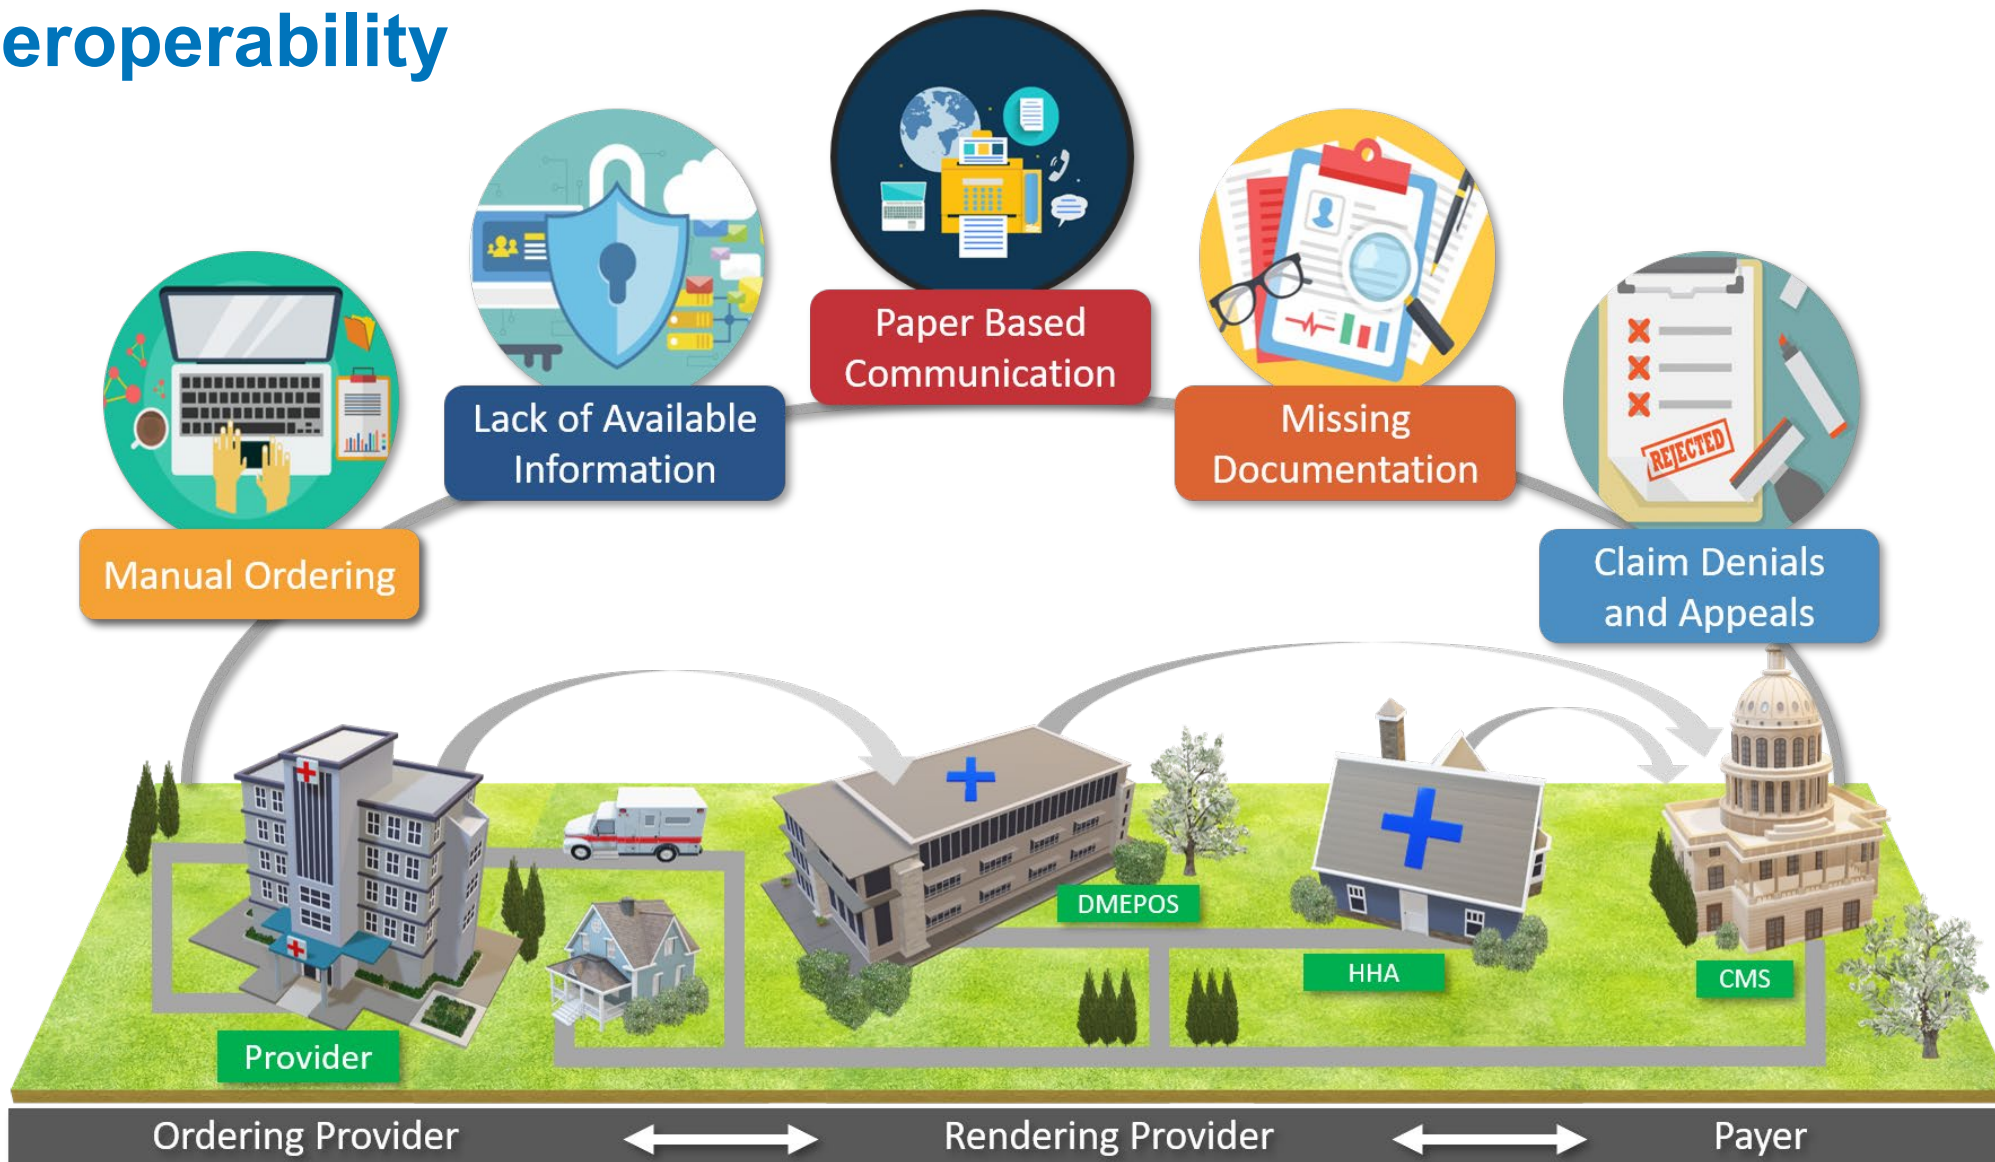 eroperability
Paper Based
Communication
Lack of Available
Information
Missing
Documentation
REJECTED
Manual Ordering
Claim Denials
and Appeals
DMEPOS
HHA
CMS
Provider
Ordering Provider
Rendering Provider
Payer